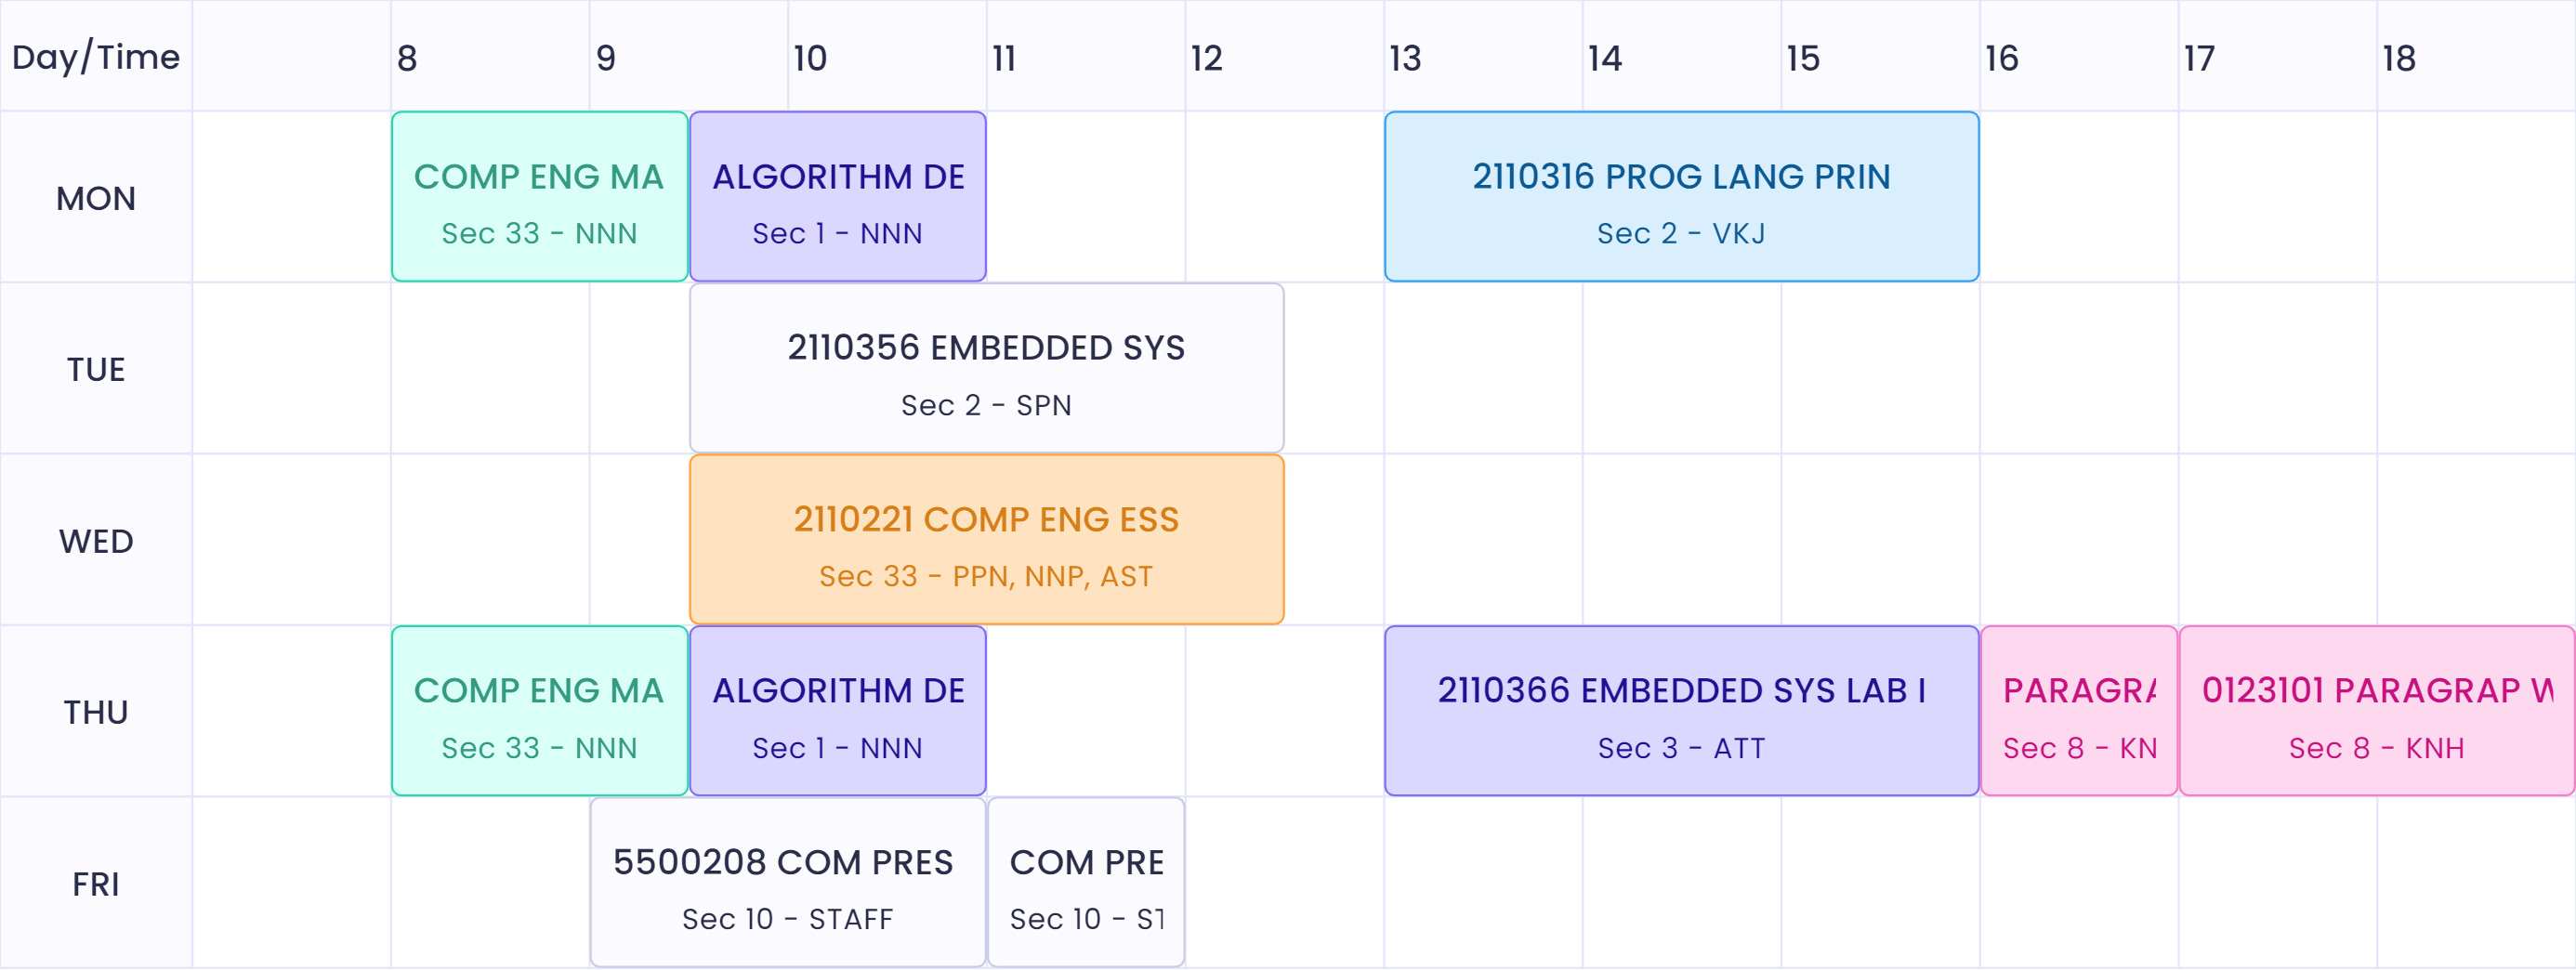 Day/Time 8 9 10 11 12 13 14 15 16 17 18
MON
COMP ENG MA
Sec 33 - NNN
ALGORITHM DE
Sec 1 - NNN
2110316 PROG LANG PRIN
Sec 2 - VKJ
TUE
2110356 EMBEDDED SYS
Sec 2 - SPN
WED
2110221 COMP ENG ESS
Sec 33 - PPN, NNP, AST
THU
COMP ENG MA
Sec 33 - NNN
ALGORITHM DE
Sec 1 - NNN
2110366 EMBEDDED SYS LAB I
Sec 3 - ATT
PARAGRA
Sec 8 - KN
0123101 PARAGRAP W
Sec 8 - KNH
FRI
5500208 COM PRES
Sec 10 - STAFF
COM PRE
Sec 10 - ST